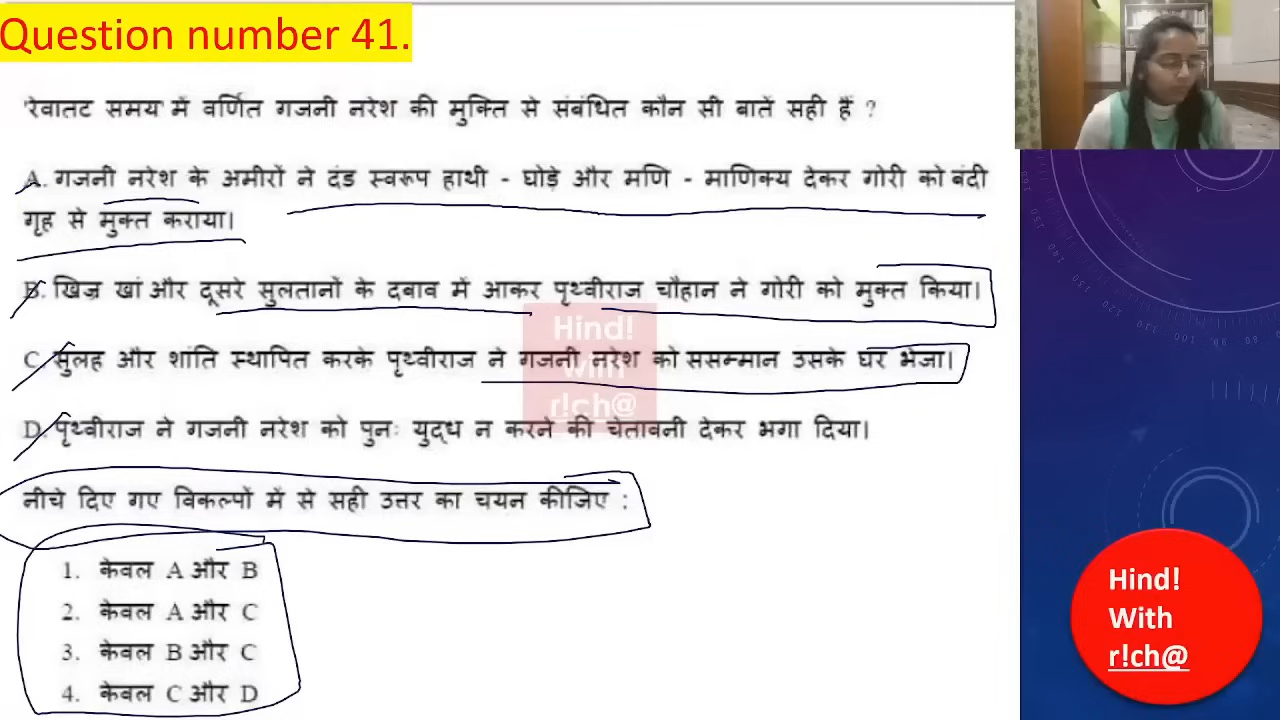 Question number 41.
'रेवातट समय' में वर्णित गजनी नरेश की मुक्ति से संबंधित कौन सी बातें सही हैं ?
A. गजनी नरेश के अमीरों ने दंड स्वरूप हाथी - घोड़े और मणि - माणिक्य देकर गोरी को बंदी
गृह से मुक्त कराया।
B. खिज्र खां और दूसरे सुलतानों के दबाव में आकर पृथ्वीराज चौहान ने गोरी को मुक्त किया।
C. सुलह और शांति स्थापित करके पृथ्वीराज ने गजनी नरेश को ससम्मान उसके घर भेजा।
D. पृथ्वीराज ने गजनी नरेश को पुनः युद्ध न करने की चेतावनी देकर भगा दिया।
नीचे दिए गए विकल्पों में से सही उत्तर का चयन कीजिए :
1. केवल A और B
2. केवल A और C
3. केवल B और C
4. केवल C और D
Hind!
With
r!ch@
Hind!
With
r!ch@